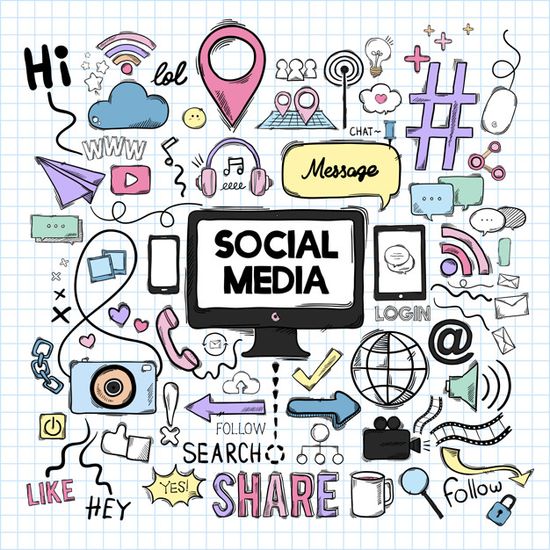 Hi
lol
CHAT~
WWW
Message
SOCIAL
MEDIA
LOGIN
@
FOLLOW
SEARCH
LIKE
HEY
YES!
SHARE
follow